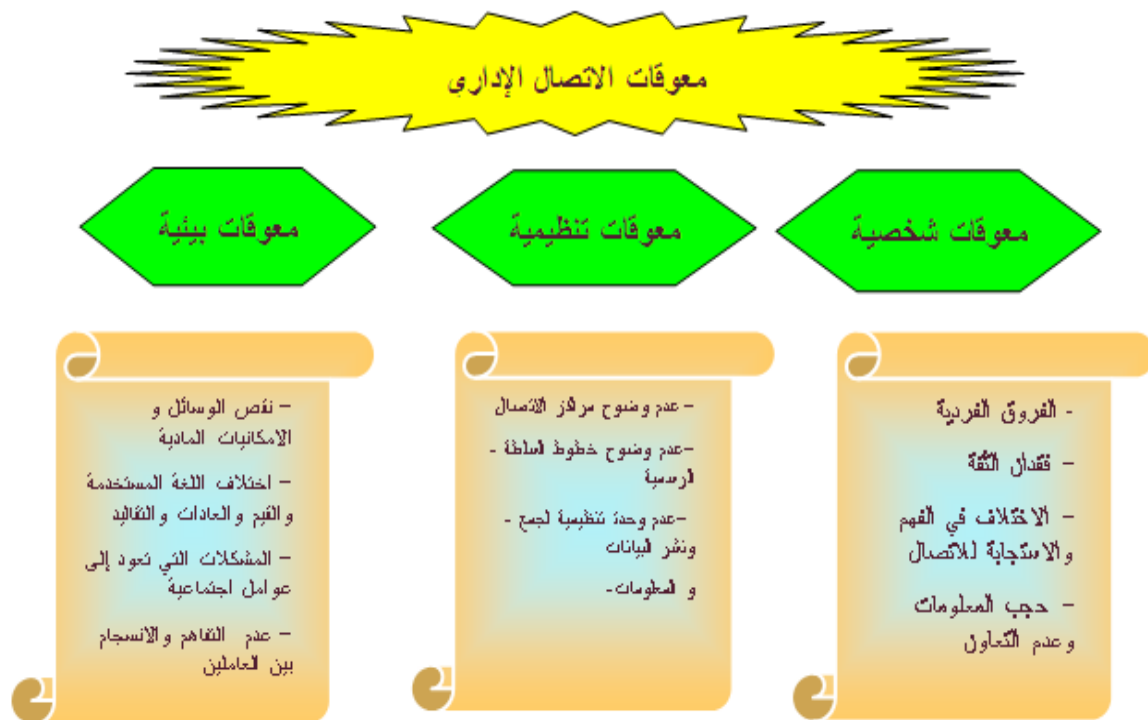 معوقات الاتصال الإداري
معوقات شخصية
معوقات تنظيمية
معوقات بيئية
- الفروق الفردية
- فقدان الثقة
- الاختلاف في الفهم
والاستجابة للاتصال
- حجب المعلومات
وعدم التعاون
-عدم وضوح مراكز الاتصال
-عدم وضوح خطوط السلطة -
الرسمية
-عدم وحدة تنظيمية لجمع -
ونشر البيانات
و المعلومات-
- نقص الوسائل و
الامكانيات المادية
- اختلاف اللغة المستخدمة
والقيم والعادات والتقاليد
- المشكلات التي تعود إلى
عوامل اجتماعية
- عدم التفاهم والانسجام
بين العاملين